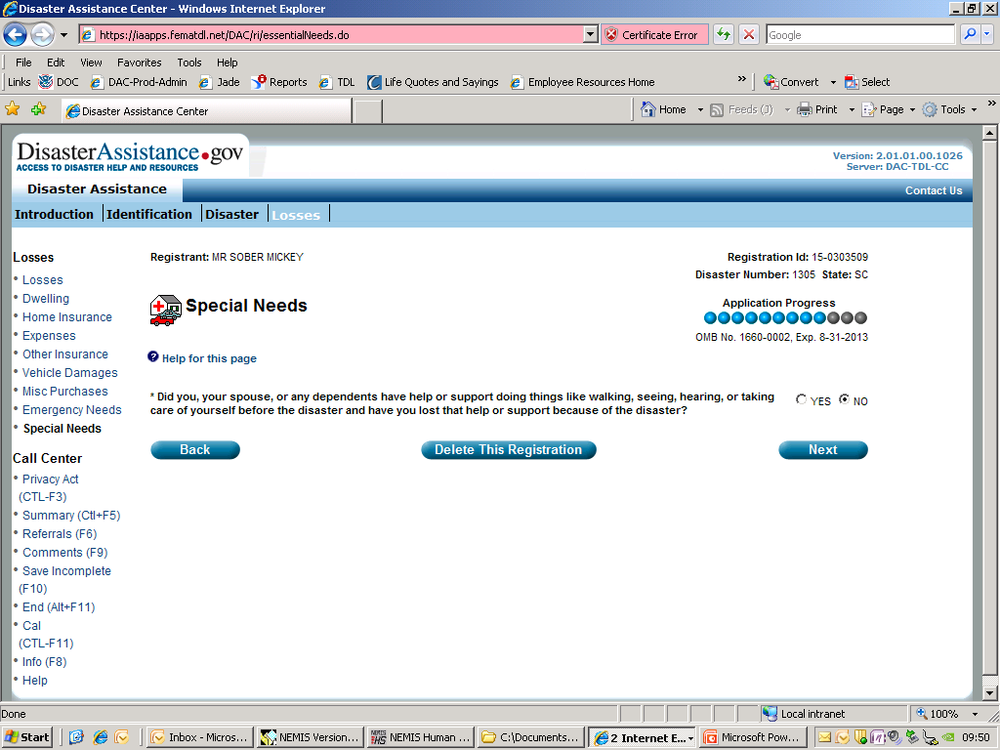 Disaster Assistance Center - Windows Internet Explorer
https://iaapps.fematdl.net/DAC/ri/essentialNeeds.do
Certificate Error
Google
File Edit View Favorites Tools Help
Links DOC DAC-Prod-Admin Jade Reports TDL Life Quotes and Sayings Employee Resources Home » Convert Select
Disaster Assistance Center
Home Feeds (J) Print Page Tools »
DisasterAssistance.gov
ACCESS TO DISASTER HELP AND RESOURCES
Version: 2.01.01.00.1026
Server: DAC-TDL-CC
Disaster Assistance
Contact Us
Introduction Identification Disaster Losses
Losses
• Losses
• Dwelling
• Home Insurance
• Expenses
• Other Insurance
• Vehicle Damages
• Misc Purchases
• Emergency Needs
• Special Needs
Call Center
• Privacy Act
(CTL-F3)
• Summary (Ctl+F5)
• Referrals (F6)
• Comments (F9)
• Save Incomplete
(F10)
• End (Alt+F11)
• Cal
(CTL-F11)
• Info (F8)
• Help
Registrant: MR SOBER MICKEY
Registration Id: 15-0303509
Disaster Number: 1305 State: SC
Special Needs
Application Progress
OMB No. 1660-0002, Exp. 8-31-2013
? Help for this page
* Did you, your spouse, or any dependents have help or support doing things like walking, seeing, hearing, or taking
care of yourself before the disaster and have you lost that help or support because of the disaster?
YES NO
Back
Delete This Registration
Next
Done
Local intranet
100%
Start
Inbox - Micros...
NEMIS Version...
NEMIS Human ...
C:\Documents...
2 Internet E...
Microsoft Pow...
09:50